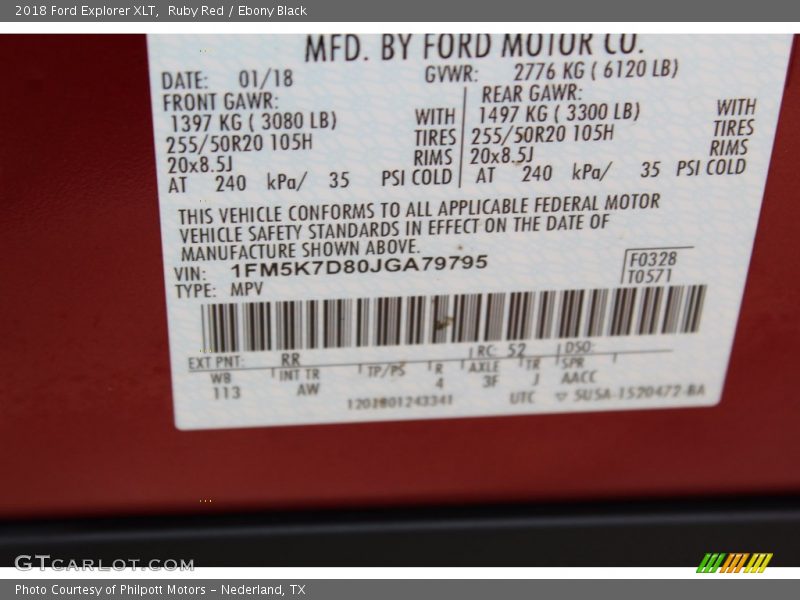 2018 Ford Explorer XLT,  Ruby Red / Ebony Black
MFD. BY FORD MOTOR CO.
DATE: 01/18 GVWR: 2776 KG ( 6120 LB)
FRONT GAWR: REAR GAWR:
1397 KG ( 3080 LB) WITH 1497 KG ( 3300 LB) WITH
255/50R20 105H TIRES 255/50R20 105H TIRES
20x8.5J RIMS 20x8.5J RIMS
AT 240 kPa/ 35 PSI COLD AT 240 kPa/ 35 PSI COLD
THIS VEHICLE CONFORMS TO ALL APPLICABLE FEDERAL MOTOR
VEHICLE SAFETY STANDARDS IN EFFECT ON THE DATE OF
MANUFACTURE SHOWN ABOVE.
VIN: 1FM5K7D80JGA79795 F0328
TYPE: MPV T0571
EXT PNT: RR RC: 52 DSO:
WB INT TR TP/PS R AXLE TR SPR
113 AW 4 3F J AACC
1201801243341 UTC ▽ 5U5A-1520472-BA
GTCARLOT.COM
Photo Courtesy of Philpott Motors – Nederland, TX